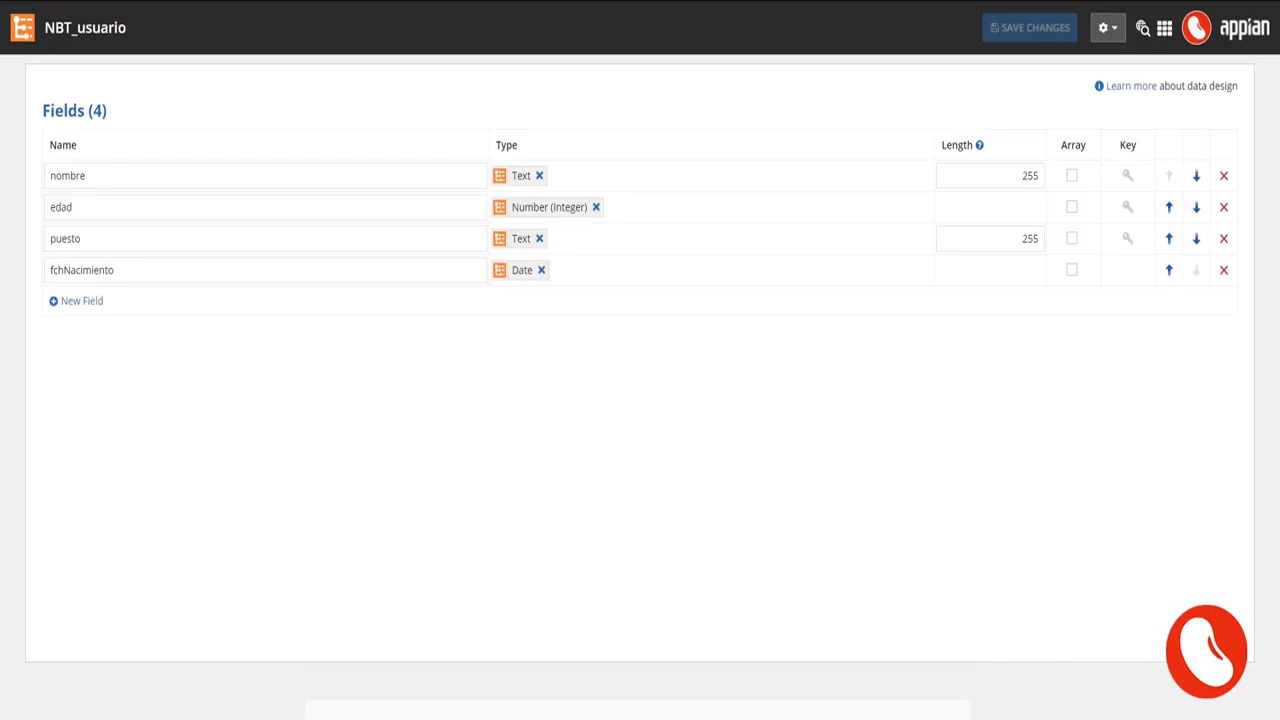 NBT_usuario
SAVE CHANGES
appian
Learn more about data design
Fields (4)
Name Type Length Array Key
nombre Text 255
edad Number (Integer)
puesto Text 255
fchNacimiento Date
New Field